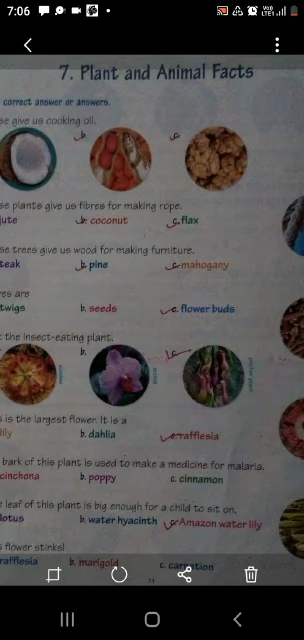 7:06
Vo)
LTE1
7. Plant and Animal Facts
correct answer or answers.
se give us cooking oil.
b. c.
se plants give us fibres for making rope.
jute b. coconut c. flax
se trees give us wood for making furniture.
teak b. pine c. mahogany
ves are
twigs b. seeds c. flower buds
t the insect-eating plant.
b. c.
s is the largest flower. It is a
lily b. dahlia c. rafflesia
bark of this plant is used to make a medicine for malaria.
cinchona b. poppy c. cinnamon
e leaf of this plant is big enough for a child to sit on.
lotus b. water hyacinth c. Amazon water lily
s flower stinks!
rafflesia b. marigold c. carnation